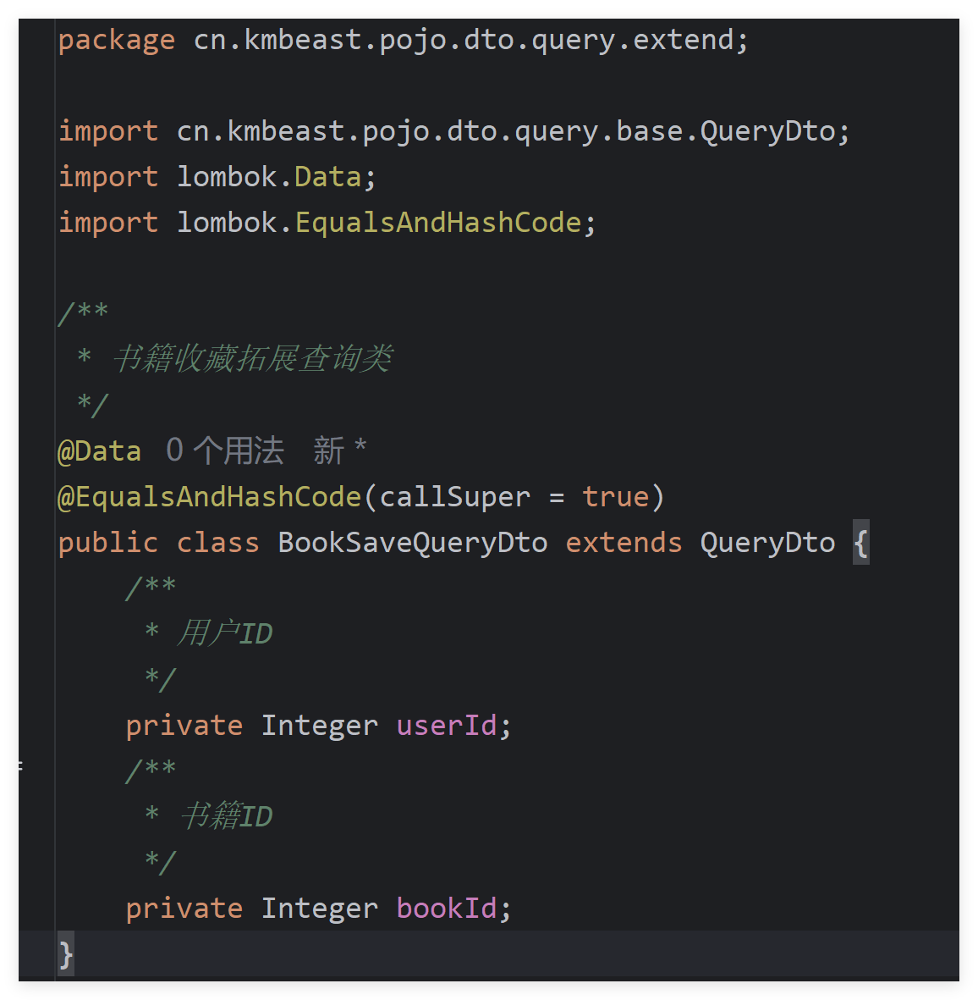 package cn.kmbeast.pojo.dto.query.extend;
import cn.kmbeast.pojo.dto.query.base.QueryDto;
import lombok.Data;
import lombok.EqualsAndHashCode;
/**
 * 书籍收藏拓展查询类
 */
@Data 0 个用法 新 *
@EqualsAndHashCode(callSuper = true)
public class BookSaveQueryDto extends QueryDto {
    /**
     * 用户ID
     */
    private Integer userId;
    /**
     * 书籍ID
     */
    private Integer bookId;
}